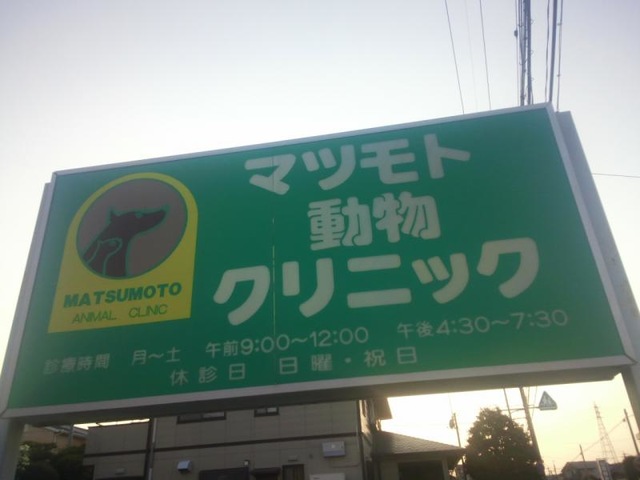 マツモト
動物
クリニック
MATSUMOTO
ANIMAL CLINIC
診療時間 月～土 午前9:00～12:00 午後4:30～7:30
休診日 日曜・祝日